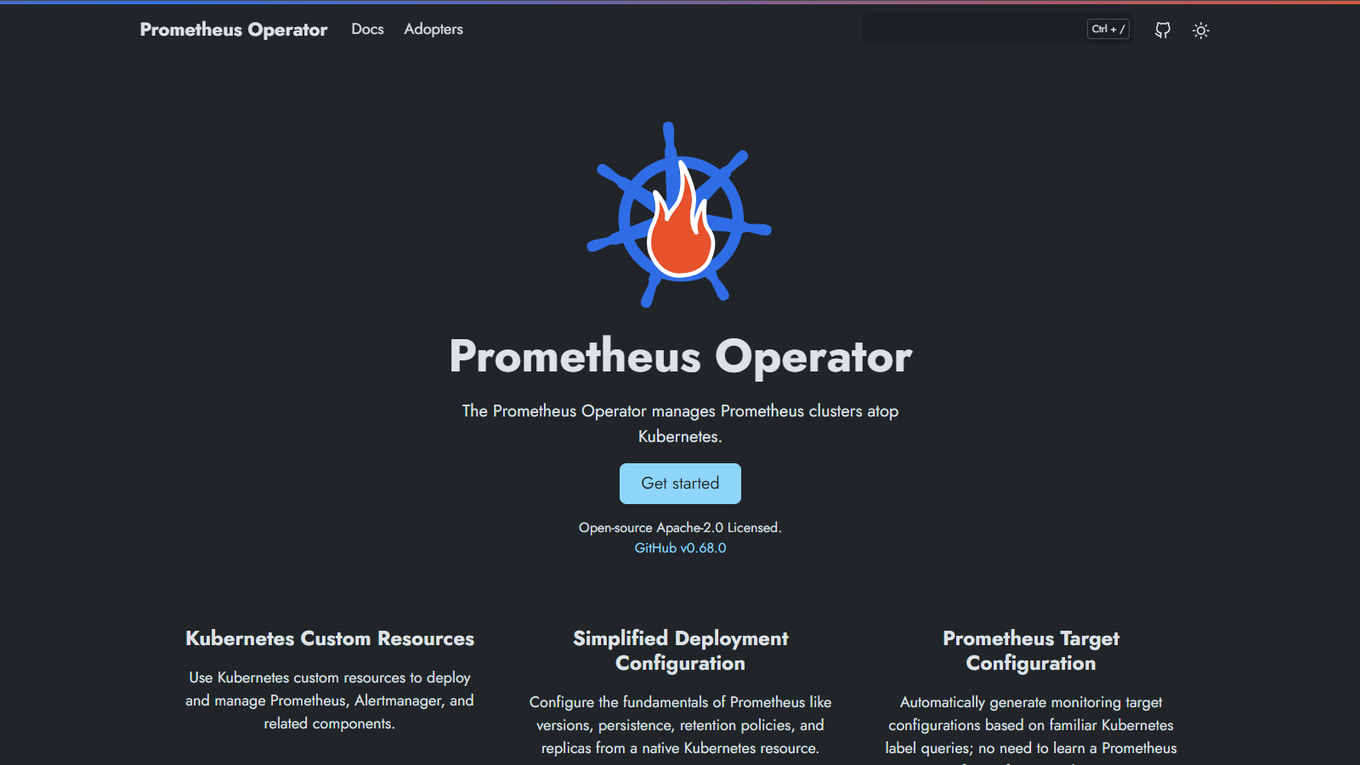 Prometheus Operator Docs Adopters Ctrl + /
Prometheus Operator
The Prometheus Operator manages Prometheus clusters atop
Kubernetes.
Get started
Open-source Apache-2.0 Licensed.
GitHub v0.68.0
Kubernetes Custom Resources
Use Kubernetes custom resources to deploy
and manage Prometheus, Alertmanager, and
related components.
Simplified Deployment
Configuration
Configure the fundamentals of Prometheus like
versions, persistence, retention policies, and
replicas from a native Kubernetes resource.
Prometheus Target
Configuration
Automatically generate monitoring target
configurations based on familiar Kubernetes
label queries; no need to learn a Prometheus